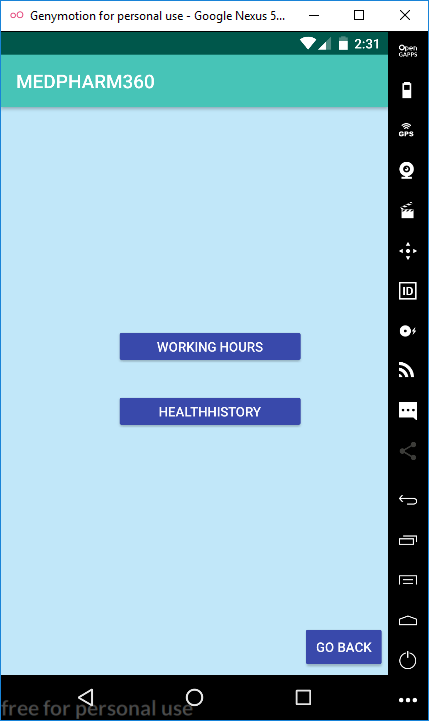 Genymotion for personal use - Google Nexus 5...
2:31
Open
GAPPS
MEDPHARM360
GPS
ID
WORKING HOURS
HEALTHHISTORY
GO BACK
free for personal use